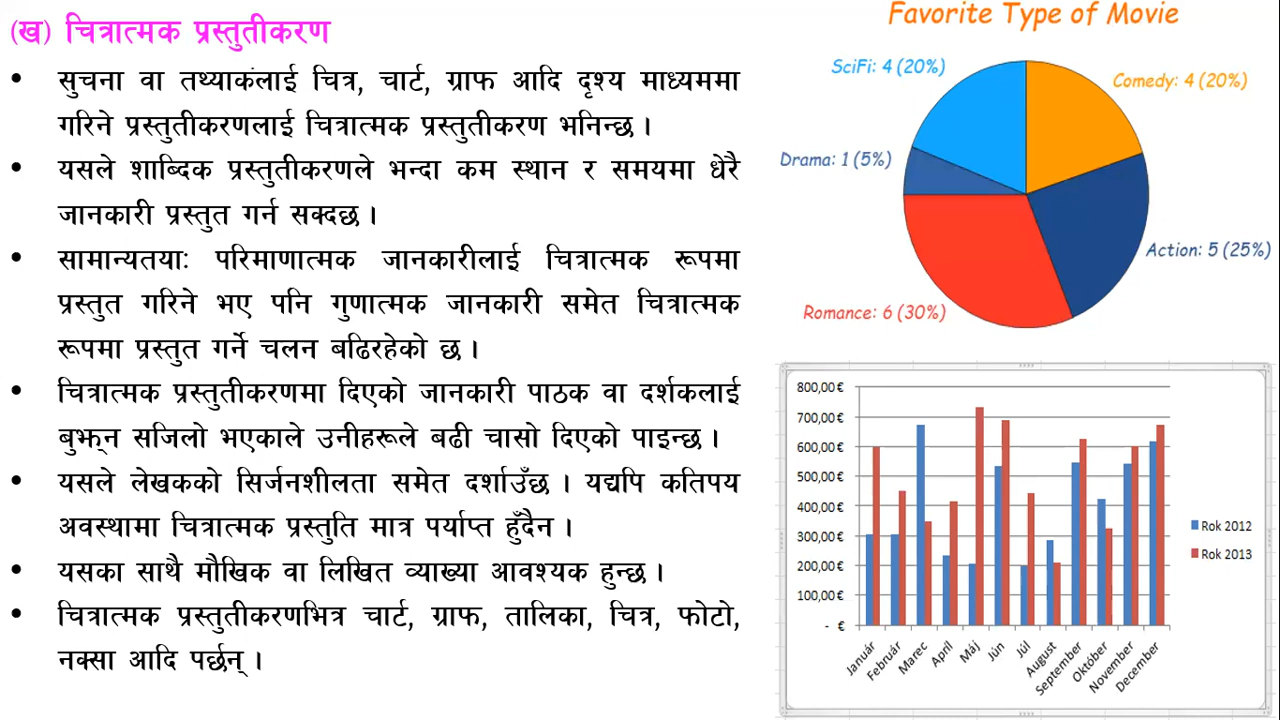 (ख) चित्रात्मक प्रस्तुतीकरण
• सुचना वा तथ्याकंलाई चित्र, चार्ट, ग्राफ आदि दृश्य माध्यममा
गरिने प्रस्तुतीकरणलाई चित्रात्मक प्रस्तुतीकरण भनिन्छ ।
• यसले शाब्दिक प्रस्तुतीकरणले भन्दा कम स्थान र समयमा धेरै
जानकारी प्रस्तुत गर्न सक्दछ ।
• सामान्यतयाः परिमाणात्मक जानकारीलाई चित्रात्मक रूपमा
प्रस्तुत गरिने भए पनि गुणात्मक जानकारी समेत चित्रात्मक
रूपमा प्रस्तुत गर्ने चलन बढिरहेको छ ।
• चित्रात्मक प्रस्तुतीकरणमा दिएको जानकारी पाठक वा दर्शकलाई
बुझ्न सजिलो भएकाले उनीहरूले बढी चासो दिएको पाइन्छ ।
• यसले लेखकको सिर्जनशीलता समेत दर्शाउँछ । यद्यपि कतिपय
अवस्थामा चित्रात्मक प्रस्तुति मात्र पर्याप्त हुँदैन ।
• यसका साथै मौखिक वा लिखित व्याख्या आवश्यक हुन्छ ।
• चित्रात्मक प्रस्तुतीकरणभित्र चार्ट, ग्राफ, तालिका, चित्र, फोटो,
नक्सा आदि पर्छन् ।
Favorite Type of Movie
SciFi: 4 (20%)
Comedy: 4 (20%)
Drama: 1 (5%)
Action: 5 (25%)
Romance: 6 (30%)
800,00 €
700,00 €
600,00 €
500,00 €
400,00 €
300,00 €
200,00 €
100,00 €
- €
Január
Február
Marec
Apríl
Máj
Jún
Júl
August
September
Október
November
December
Rok 2012
Rok 2013